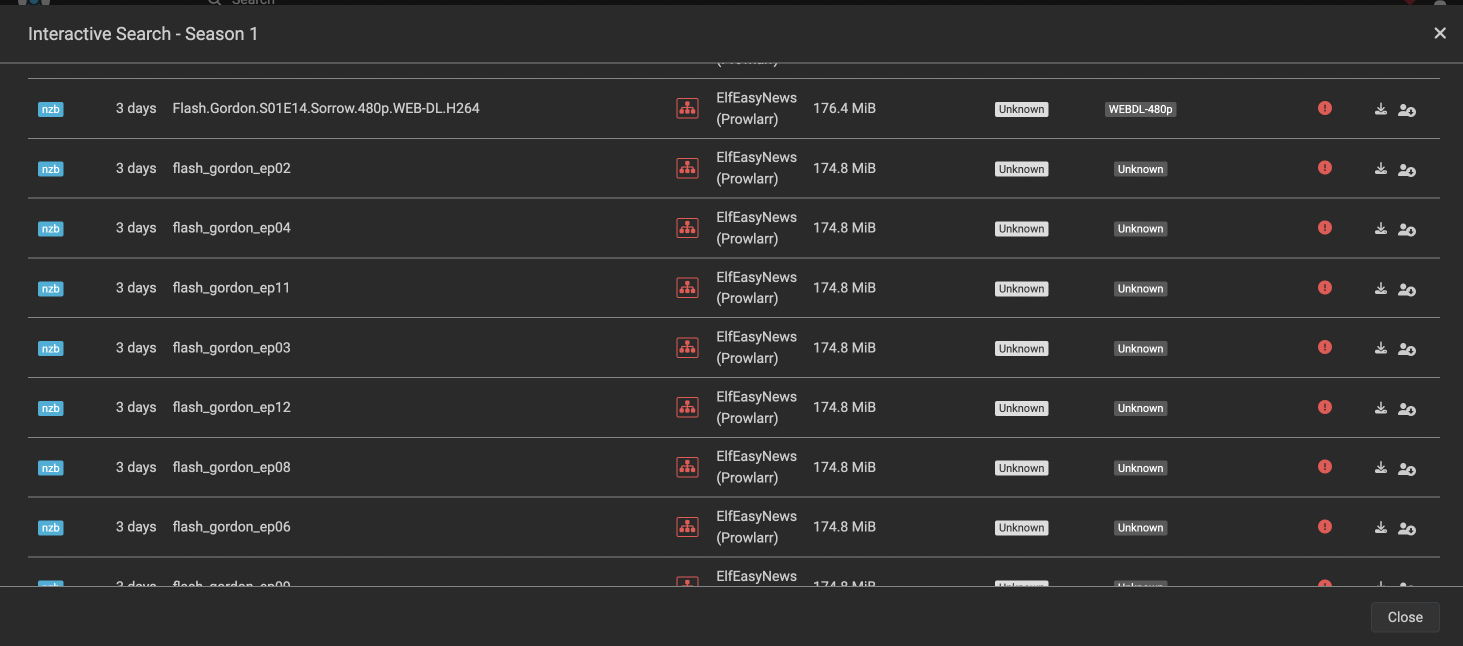 Search
Interactive Search - Season 1
(Prowlarr)
nzb 3 days Flash.Gordon.S01E14.Sorrow.480p.WEB-DL.H264 ElfEasyNews (Prowlarr) 176.4 MiB Unknown WEBDL-480p
nzb 3 days flash_gordon_ep02 ElfEasyNews (Prowlarr) 174.8 MiB Unknown Unknown
nzb 3 days flash_gordon_ep04 ElfEasyNews (Prowlarr) 174.8 MiB Unknown Unknown
nzb 3 days flash_gordon_ep11 ElfEasyNews (Prowlarr) 174.8 MiB Unknown Unknown
nzb 3 days flash_gordon_ep03 ElfEasyNews (Prowlarr) 174.8 MiB Unknown Unknown
nzb 3 days flash_gordon_ep12 ElfEasyNews (Prowlarr) 174.8 MiB Unknown Unknown
nzb 3 days flash_gordon_ep08 ElfEasyNews (Prowlarr) 174.8 MiB Unknown Unknown
nzb 3 days flash_gordon_ep06 ElfEasyNews (Prowlarr) 174.8 MiB Unknown Unknown
3 days ElfEasyNews 174.8 MiB Unknown Unknown
Close